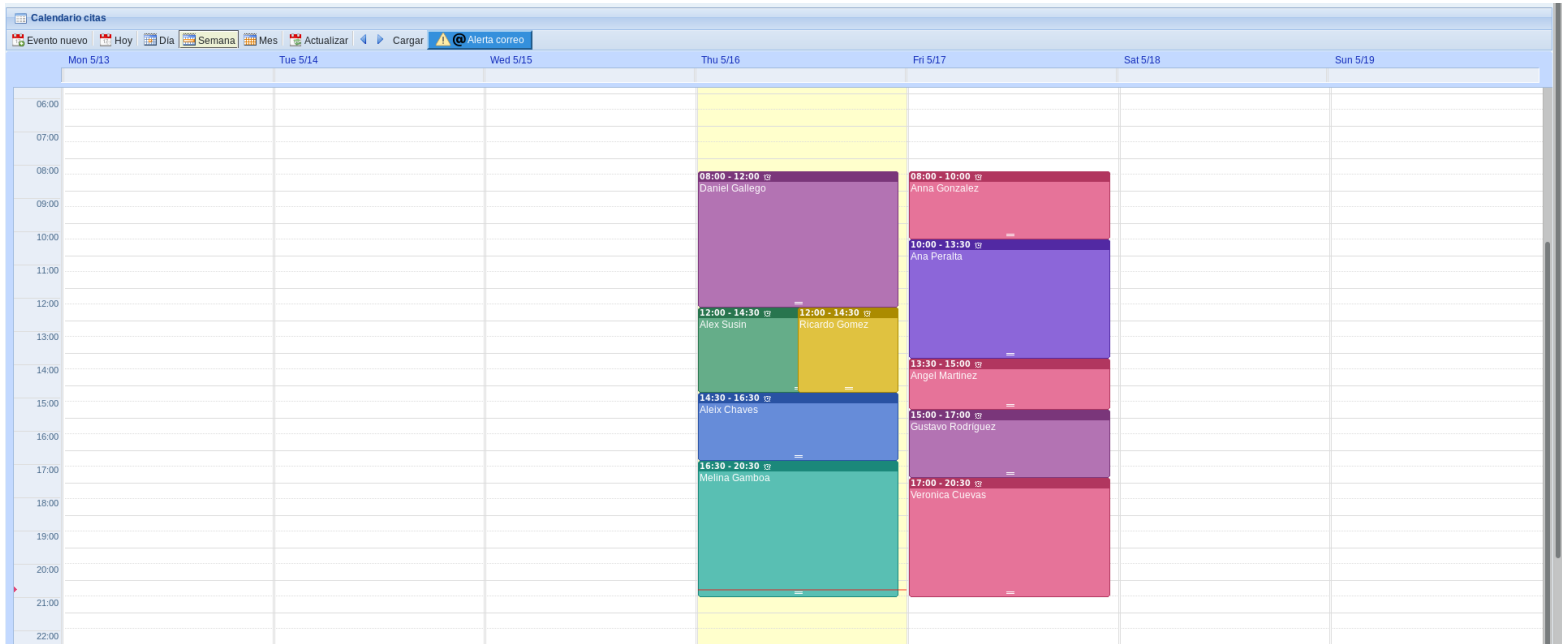 Calendario citas
Evento nuevo Hoy Día Semana Mes Actualizar Cargar @ Alerta correo
Mon 5/13 Tue 5/14 Wed 5/15 Thu 5/16 Fri 5/17 Sat 5/18 Sun 5/19
06:00
07:00
08:00
09:00
10:00
11:00
12:00
13:00
14:00
15:00
16:00
17:00
18:00
19:00
20:00
21:00
22:00
08:00 - 12:00
Daniel Gallego
12:00 - 14:30
Alex Susin
12:00 - 14:30
Ricardo Gomez
14:30 - 16:30
Aleix Chaves
16:30 - 20:30
Melina Gamboa
08:00 - 10:00
Anna Gonzalez
10:00 - 13:30
Ana Peralta
13:30 - 15:00
Angel Martinez
15:00 - 17:00
Gustavo Rodriguez
17:00 - 20:30
Veronica Cuevas